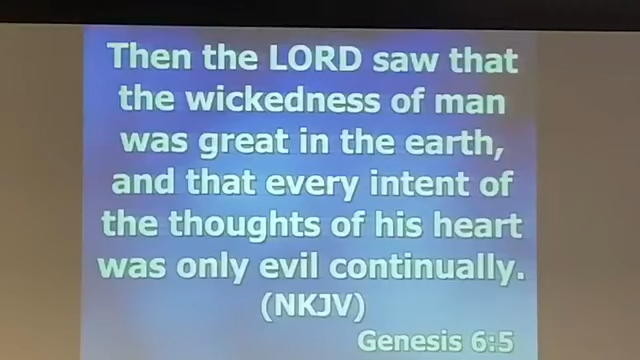 Then the LORD saw that
the wickedness of man
was great in the earth,
and that every intent of
the thoughts of his heart
was only evil continually.
(NKJV)
Genesis 6:5